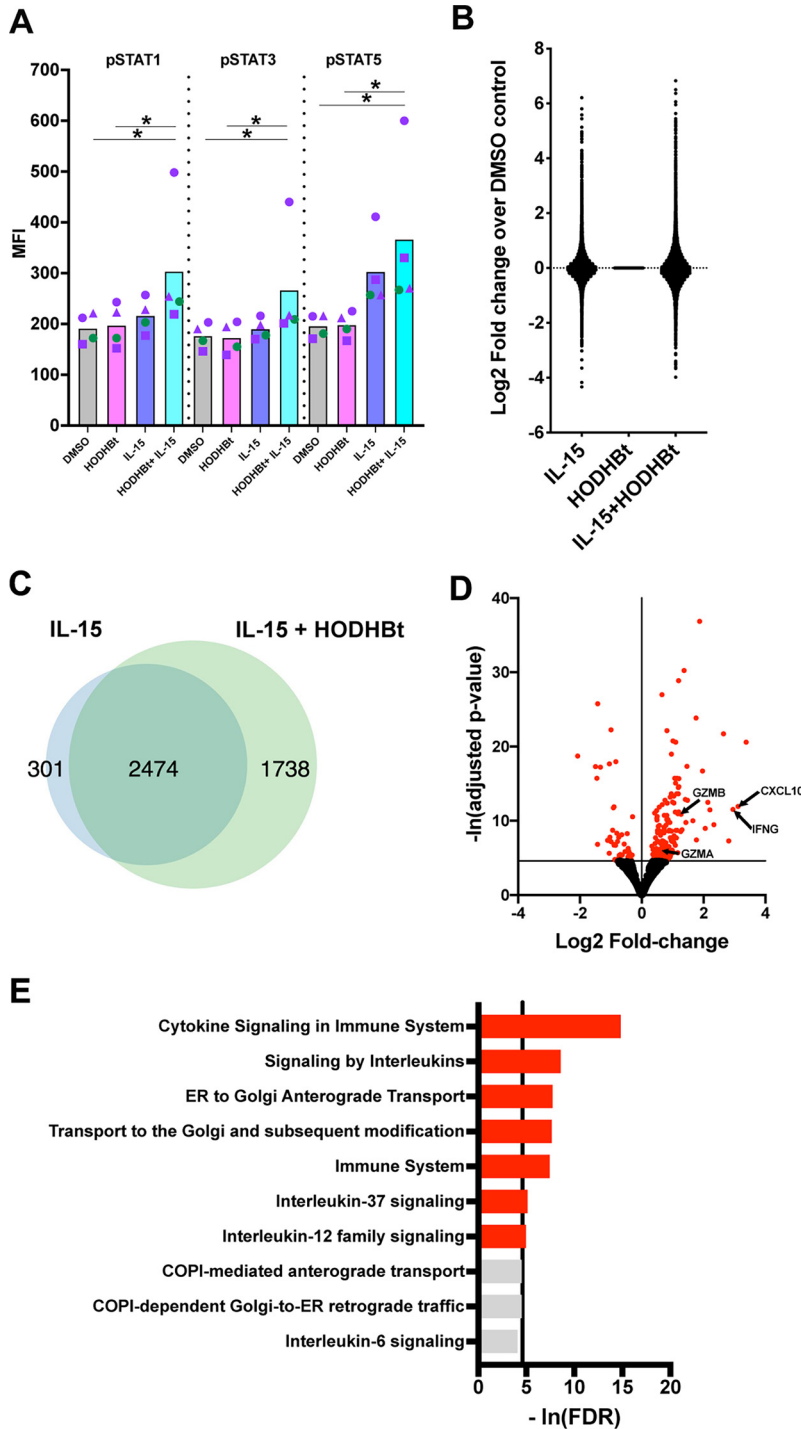 A
pSTAT1 pSTAT3 pSTAT5
700
600
500
400
300
200
100
0
MFI
* * *
* * *
DMSO HODHBt IL-15 HODHBt+ IL-15 DMSO HODHBt IL-15 HODHBt+ IL-15 DMSO HODHBt IL-15 HODHBt+ IL-15
B
Log2 Fold change over DMSO control
8
6
4
2
0
-2
-4
-6
IL-15 HODHBt IL-15+HODHBt
C
IL-15 IL-15 + HODHBt
301 2474 1738
D
-ln(adjusted p-value)
40
30
20
10
0
GZMB
CXCL10
IFNG
GZMA
-4 -2 0 2 4
Log2 Fold-change
E
Cytokine Signaling in Immune System
Signaling by Interleukins
ER to Golgi Anterograde Transport
Transport to the Golgi and subsequent modification
Immune System
Interleukin-37 signaling
Interleukin-12 family signaling
COPI-mediated anterograde transport
COPI-dependent Golgi-to-ER retrograde traffic
Interleukin-6 signaling
0 5 10 15 20
- ln(FDR)